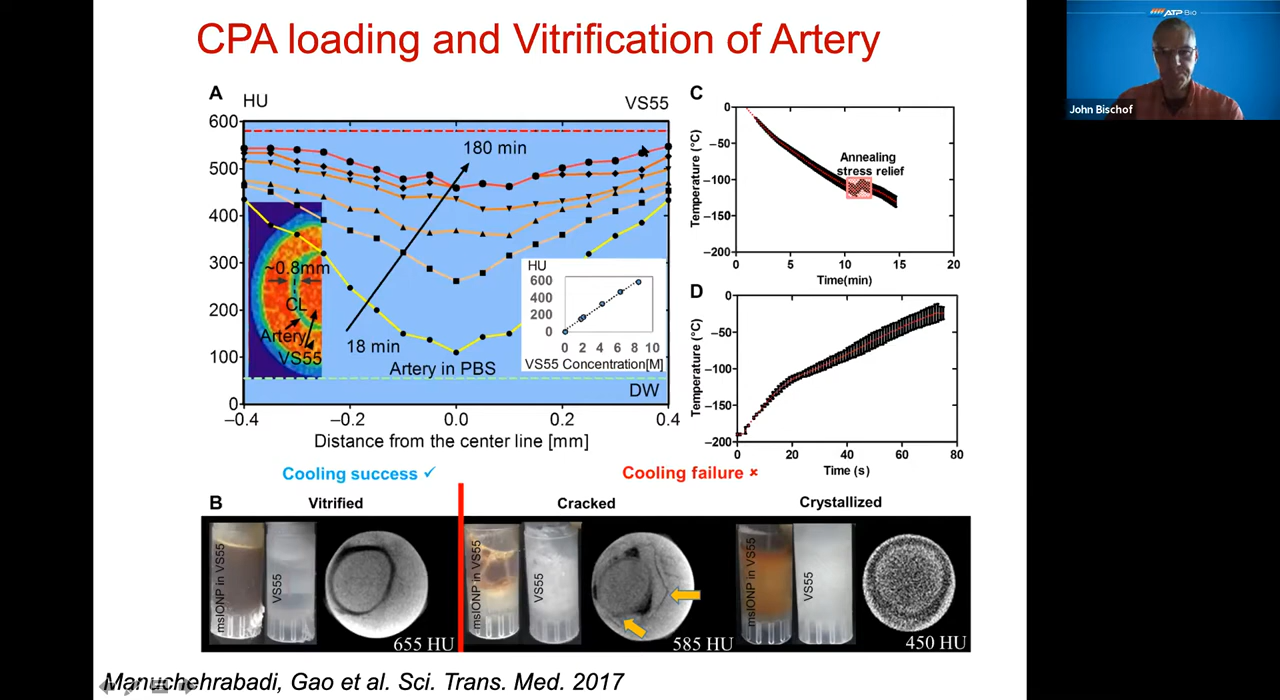 CPA loading and Vitrification of Artery
ATP Bio
John Bischof
A
HU
VS55
600
500
400
300
200
100
0
180 min
~0.8mm
CL
Artery
VS55
18 min
Artery in PBS
DW
HU
600
400
200
0
0 2 4 6 8 10
VS55 Concentration[M]
−0.4 −0.2 0.0 0.2 0.4
Distance from the center line [mm]
C
Temperature (°C)
0
−50
−100
−150
−200
Annealing
stress relief
0 5 10 15 20
Time(min)
D
Temperature (°C)
0
−50
−100
−150
−200
0 20 40 60 80
Time (s)
Cooling success ✓
Cooling failure ✗
B
Vitrified
Cracked
Crystallized
msIONP in VS55
VS55
655 HU
msIONP in VS55
VS55
585 HU
msIONP in VS55
VS55
450 HU
Manuchehrabadi, Gao et al. Sci. Trans. Med. 2017